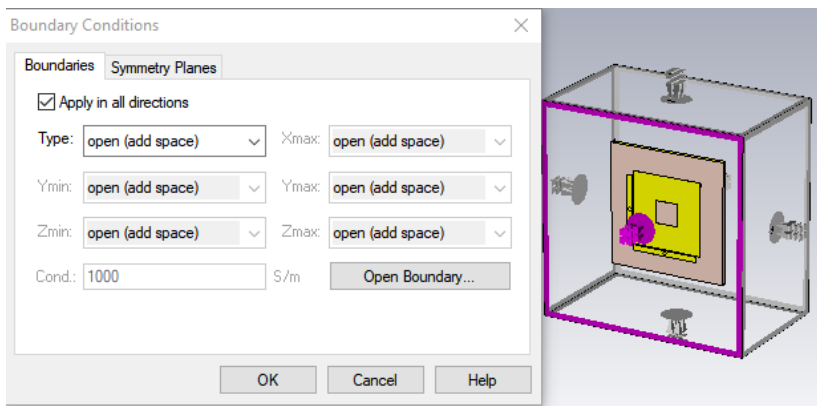 Boundary Conditions
Boundaries Symmetry Planes
Apply in all directions
Type: open (add space) Xmax: open (add space)
Ymin: open (add space) Ymax: open (add space)
Zmin: open (add space) Zmax: open (add space)
Cond.: 1000 S/m Open Boundary...
OK Cancel Help